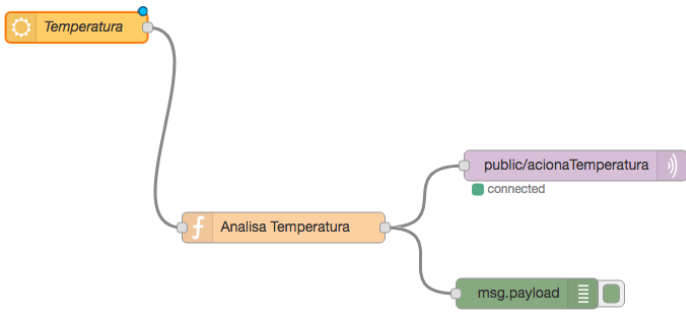 Temperatura
public/acionaTemperatura
connected
Analisa Temperatura
msg.payload